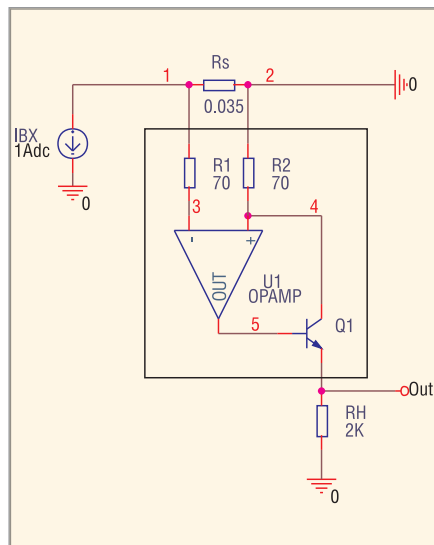 1
Rs
2
0.035
0
IBX
1Adc
0
R1
70
R2
70
3
4
-
+
OUT
U1
OPAMP
5
Q1
Out
RH
2K
0